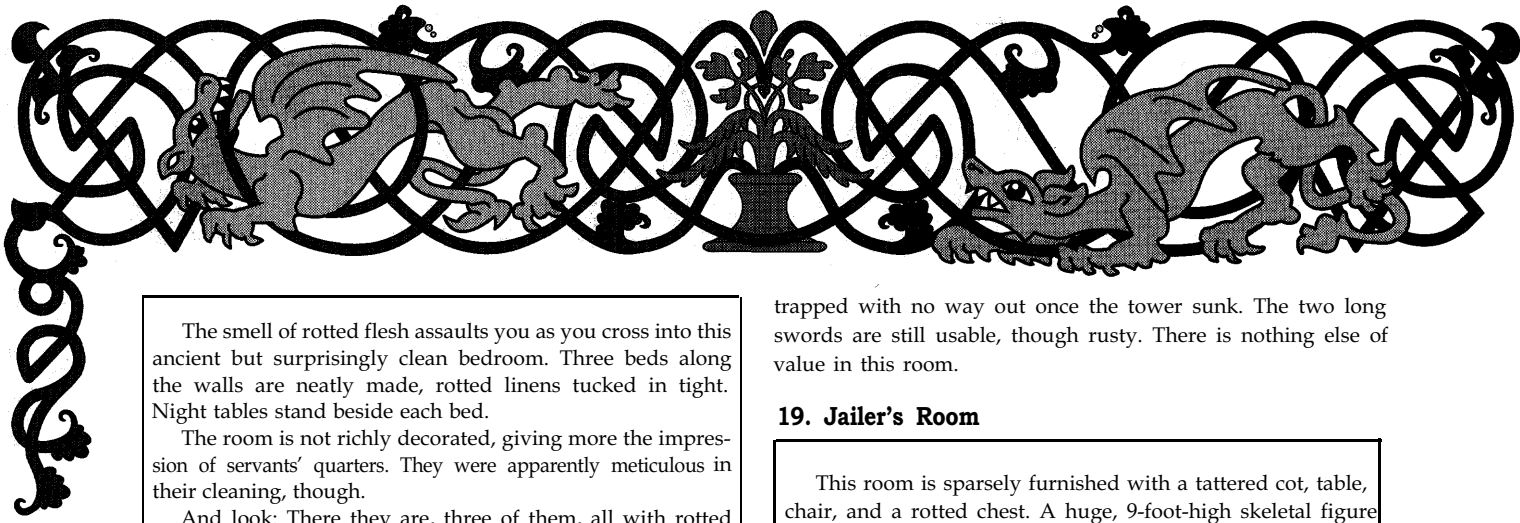 The smell of rotted flesh assaults you as you cross into this
ancient but surprisingly clean bedroom. Three beds along
the walls are neatly made, rotted linens tucked in tight.
Night tables stand beside each bed.
The room is not richly decorated, giving more the impres-
sion of servants’ quarters. They were apparently meticulous in
their cleaning, though.
And look: There they are, three of them, all with rotted
trapped with no way out once the tower sunk. The two long
swords are still usable, though rusty. There is nothing else of
value in this room.
19. Jailer’s Room
This room is sparsely furnished with a tattered cot, table,
chair, and a rotted chest. A huge, 9-foot-high skeletal figure